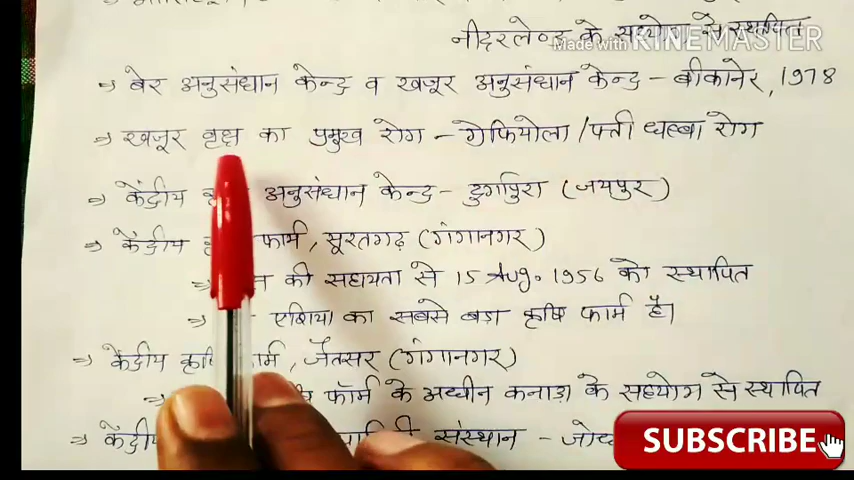 नीदरलैण्ड के सहयोग से स्थापित
Made with KINEMASTER
⇒ बेर अनुसंधान केन्द्र व खजूर अनुसंधान केन्द्र - बीकानेर, 1978
⇒ खजूर वृक्ष का प्रमुख रोग - ग्रेफियोला / पत्ती धब्बा रोग
⇒ केंद्रीय अनुसंधान केन्द्र - दुर्गापुरा (जयपुर)
⇒ केंद्रीय फार्म, सूरतगढ़ (गंगानगर)
⇒ की सहायता से 15 Aug. 1956 को स्थापित
⇒ एशिया का सबसे बड़ा कृषि फार्म है।
⇒ केंद्रीय कृषि फार्म, जैतसर (गंगानगर)
⇒ फॉर्म के अधीन कनाडा के सहयोग से स्थापित
⇒ केंद्रीय संस्थान -
SUBSCRIBE